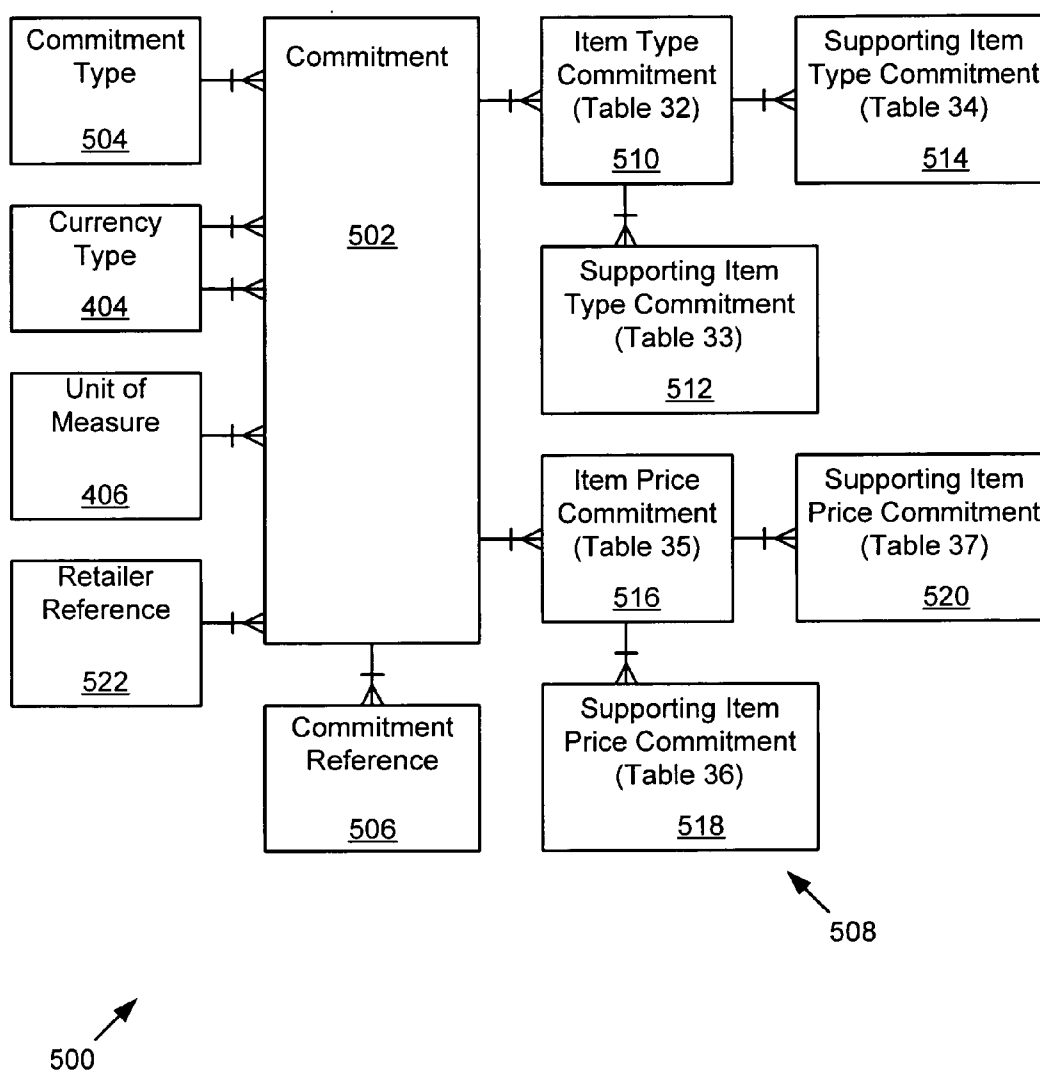 Commitment
Type
504
Currency
Type
404
Unit of
Measure
406
Retailer
Reference
522
Commitment
502
Commitment
Reference
506
Item Type
Commitment
(Table 32)
510
Supporting Item
Type Commitment
(Table 34)
514
Supporting Item
Type Commitment
(Table 33)
512
Item Price
Commitment
(Table 35)
516
Supporting Item
Price Commitment
(Table 37)
520
Supporting Item
Price Commitment
(Table 36)
518
508
500